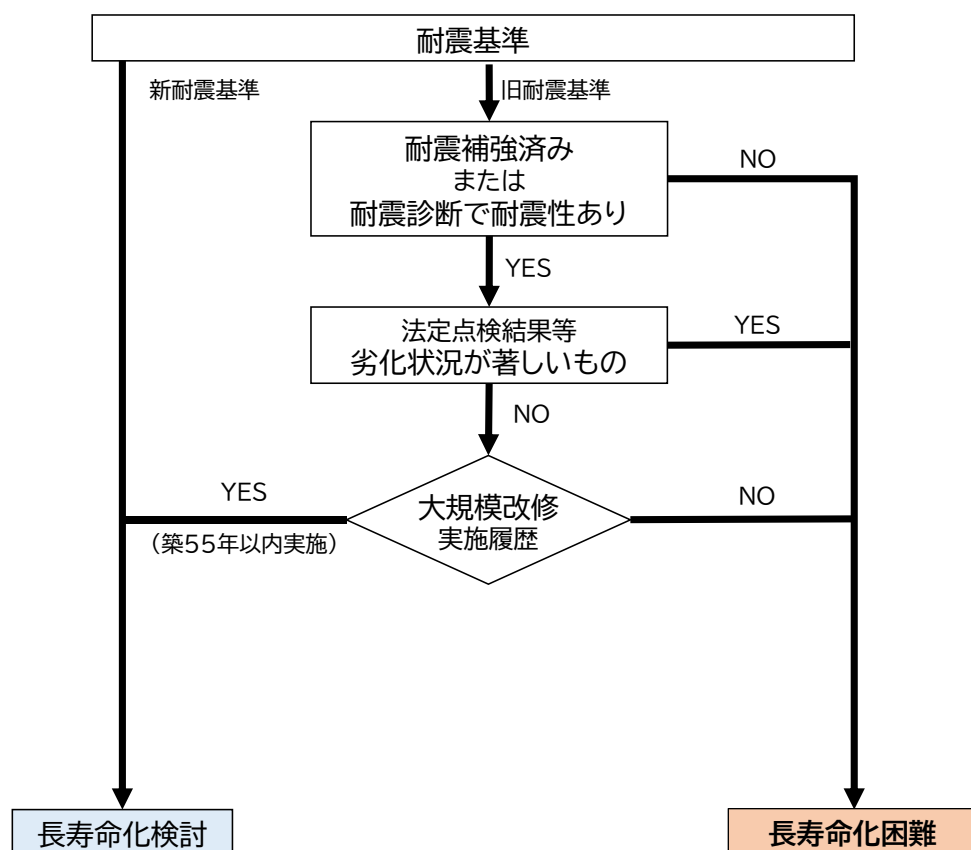 耐震基準
新耐震基準
旧耐震基準
耐震補強済み
または
耐震診断で耐震性あり
NO
YES
法定点検結果等
劣化状況が著しいもの
YES
NO
大規模改修
実施履歴
YES
（築55年以内実施）
NO
長寿命化検討
長寿命化困難